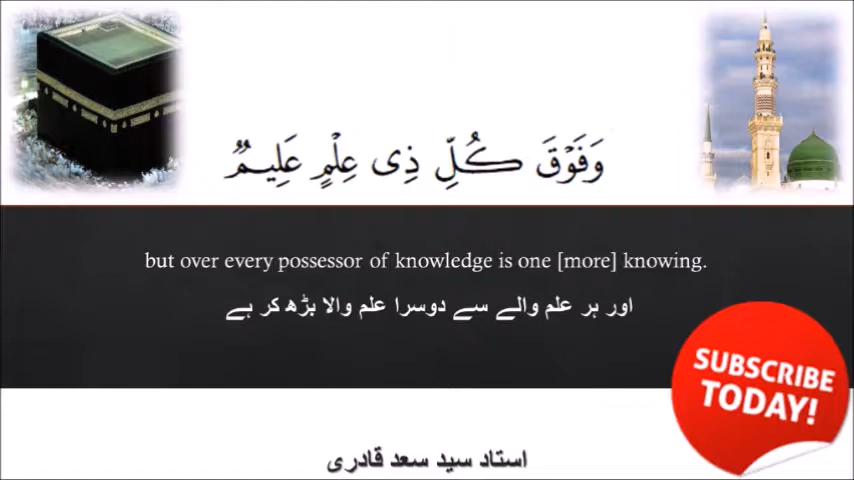 وَفَوْقَ كُلِّ ذِى عِلْمٍ عَلِيمٌ
but over every possessor of knowledge is one [more] knowing.
اور ہر علم والے سے دوسرا علم والا بڑھ کر ہے
SUBSCRIBE
TODAY!
استاد سید سعد قادری